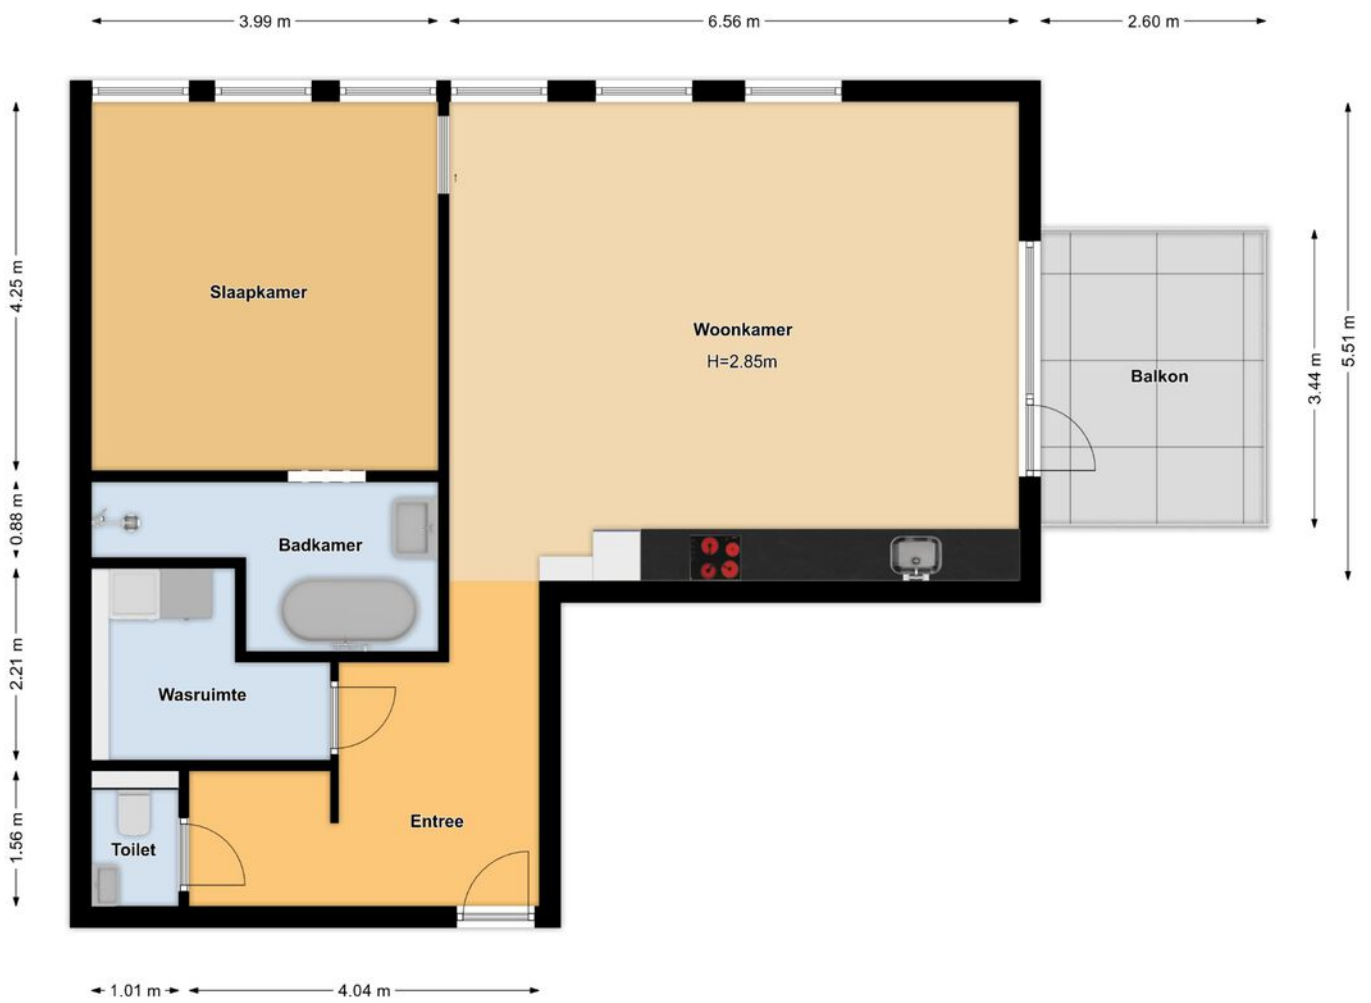 3.99 m
6.56 m
2.60 m
4.25 m
Slaapkamer
Woonkamer
H=2.85m
Balkon
3.44 m
5.51 m
0.88 m
Badkamer
2.21 m
Wasruimte
1.56 m
Toilet
Entree
1.01 m
4.04 m